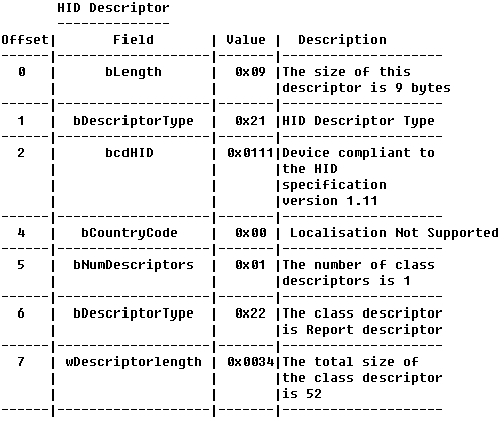 HID Descriptor
---------------
Offset| Field | Value | Description
------|-------------------|-------|--------------------
0 | bLength | 0x09 |The size of this
| | |descriptor is 9 bytes
------|-------------------|-------|--------------------
1 | bDescriptorType | 0x21 |HID Descriptor Type
------|-------------------|-------|--------------------
2 | bcdHID | 0x0111|Device compliant to
| | |the HID
| | |specification
| | |version 1.11
------|-------------------|-------|--------------------
4 | bCountryCode | 0x00 | Localisation Not Supported
------|-------------------|-------|--------------------
5 | bNumDescriptors | 0x01 |The number of class
| | |descriptors is 1
------|-------------------|-------|--------------------
6 | bDescriptorType | 0x22 |The class descriptor
| | |is Report descriptor
------|-------------------|-------|--------------------
7 | wDescriptorlength | 0x0034|The total size of
| | |the class descriptor
| | |is 52
------|-------------------|-------|--------------------